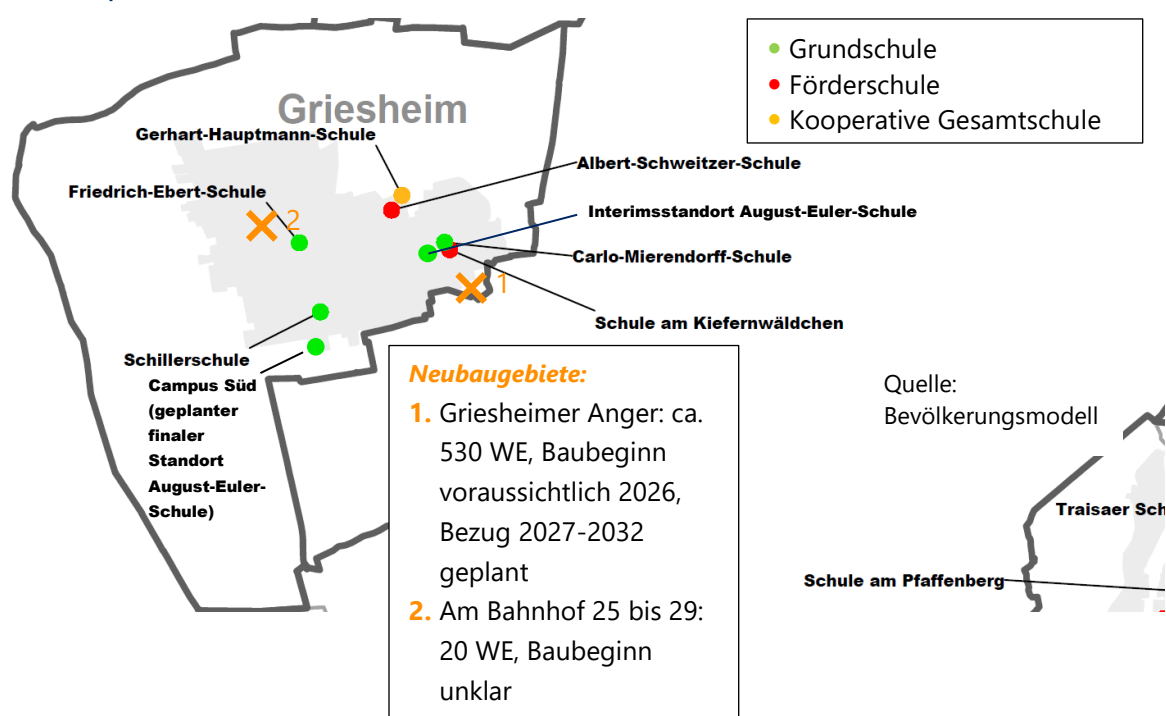 • Grundschule
• Förderschule
• Kooperative Gesamtschule
Griesheim
Gerhart-Hauptmann-Schule
Albert-Schweitzer-Schule
Friedrich-Ebert-Schule
2
Interimsstandort August-Euler-Schule
Carlo-Mierendorff-Schule
1
Schule am Kiefernwäldchen
Schillerschule
Campus Süd
(geplanter
finaler
Standort
August-Euler-
Schule)
Neubaugebiete:
1. Griesheimer Anger: ca.
530 WE, Baubeginn
voraussichtlich 2026,
Bezug 2027-2032
geplant
2. Am Bahnhof 25 bis 29:
20 WE, Baubeginn
unklar
Quelle:
Bevölkerungsmodell
Traisaer Sch
Schule am Pfaffenberg